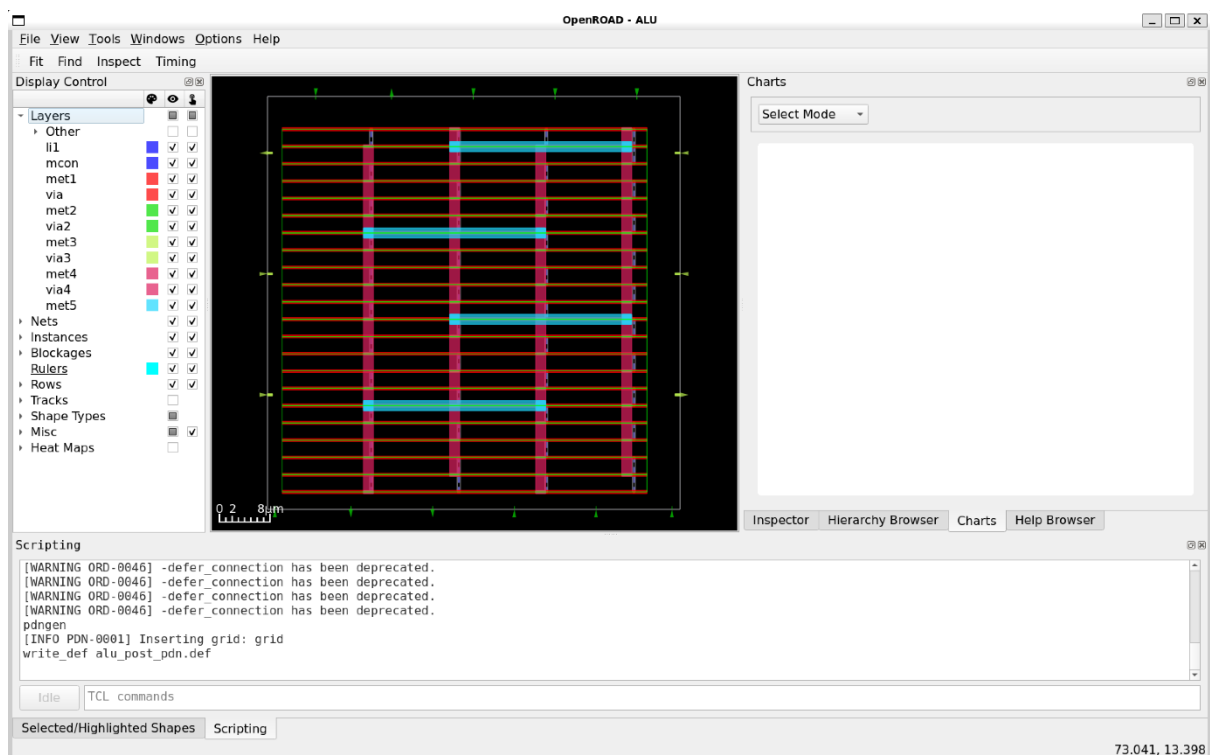 OpenROAD - ALU
File View Tools Windows Options Help
Fit Find Inspect Timing
Display Control
Layers
Other
li1
mcon
met1
via
met2
via2
met3
via3
met4
via4
met5
Nets
Instances
Blockages
Rulers
Rows
Tracks
Shape Types
Misc
Heat Maps
0 2 8μm
Charts
Select Mode
Inspector Hierarchy Browser Charts Help Browser
Scripting
[WARNING ORD-0046] -defer_connection has been deprecated.
[WARNING ORD-0046] -defer_connection has been deprecated.
[WARNING ORD-0046] -defer_connection has been deprecated.
[WARNING ORD-0046] -defer_connection has been deprecated.
pdngen
[INFO PDN-0001] Inserting grid: grid
write_def alu_post_pdn.def
Idle TCL commands
Selected/Highlighted Shapes Scripting
73.041, 13.398